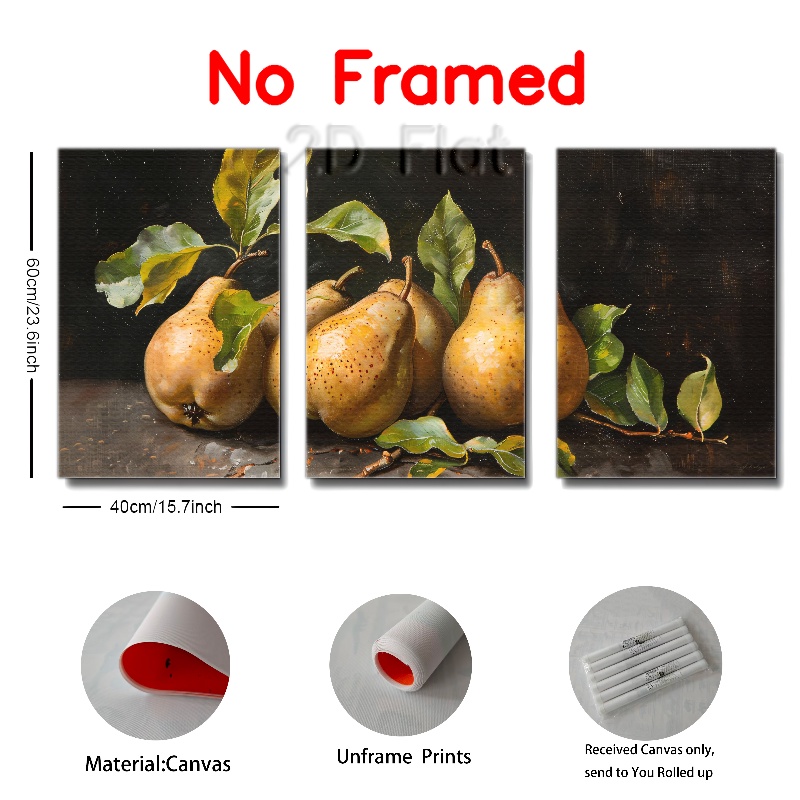 No Framed
2D Flat
60cm/23.6inch
40cm/15.7inch
Material:Canvas
Unframe Prints
Received Canvas only,
send to You Rolled up